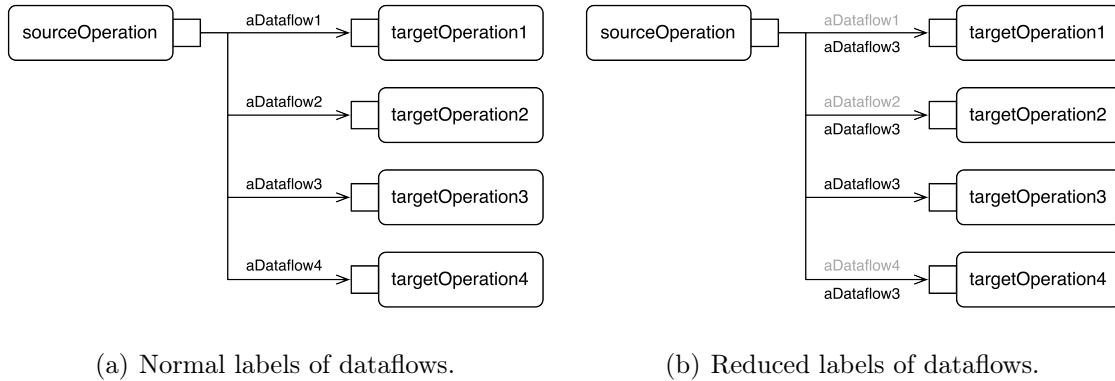 aDataflow1
sourceOperation
targetOperation1
aDataflow2
targetOperation2
aDataflow3
targetOperation3
aDataflow4
targetOperation4
(a) Normal labels of dataflows.
aDataflow1
sourceOperation
targetOperation1
aDataflow3
aDataflow2
targetOperation2
aDataflow3
aDataflow3
targetOperation3
aDataflow4
targetOperation4
aDataflow3
(b) Reduced labels of dataflows.